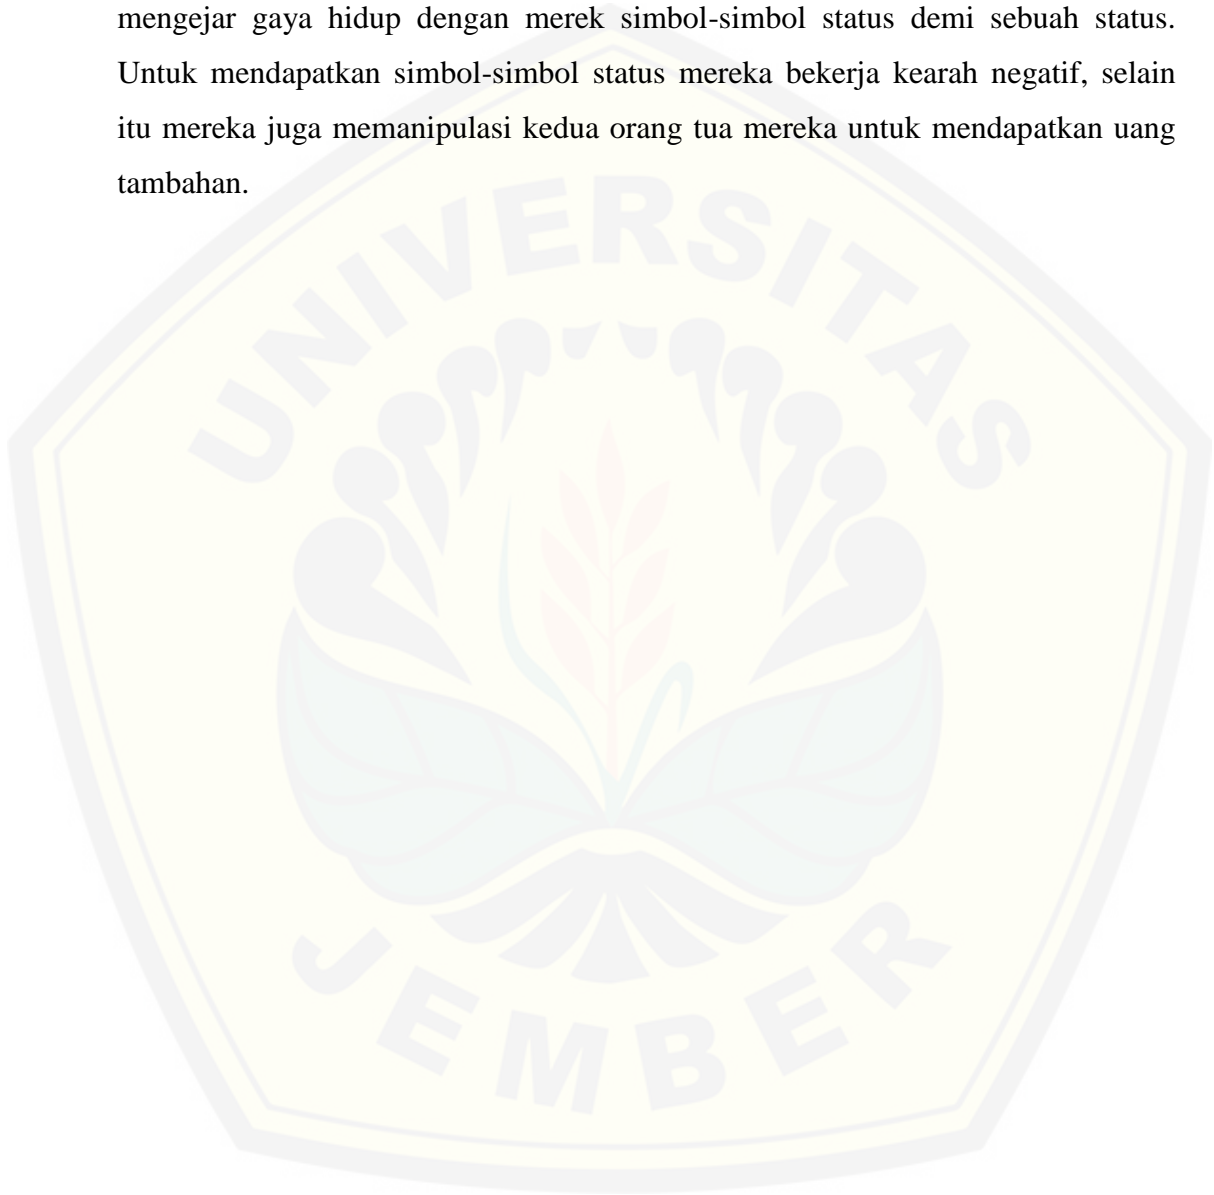 mengejar gaya hidup dengan merek simbol-simbol status demi sebuah status.
Untuk mendapatkan simbol-simbol status mereka bekerja kearah negatif, selain
itu mereka juga memanipulasi kedua orang tua mereka untuk mendapatkan uang
tambahan.
UNIVERSITAS
JEMBER